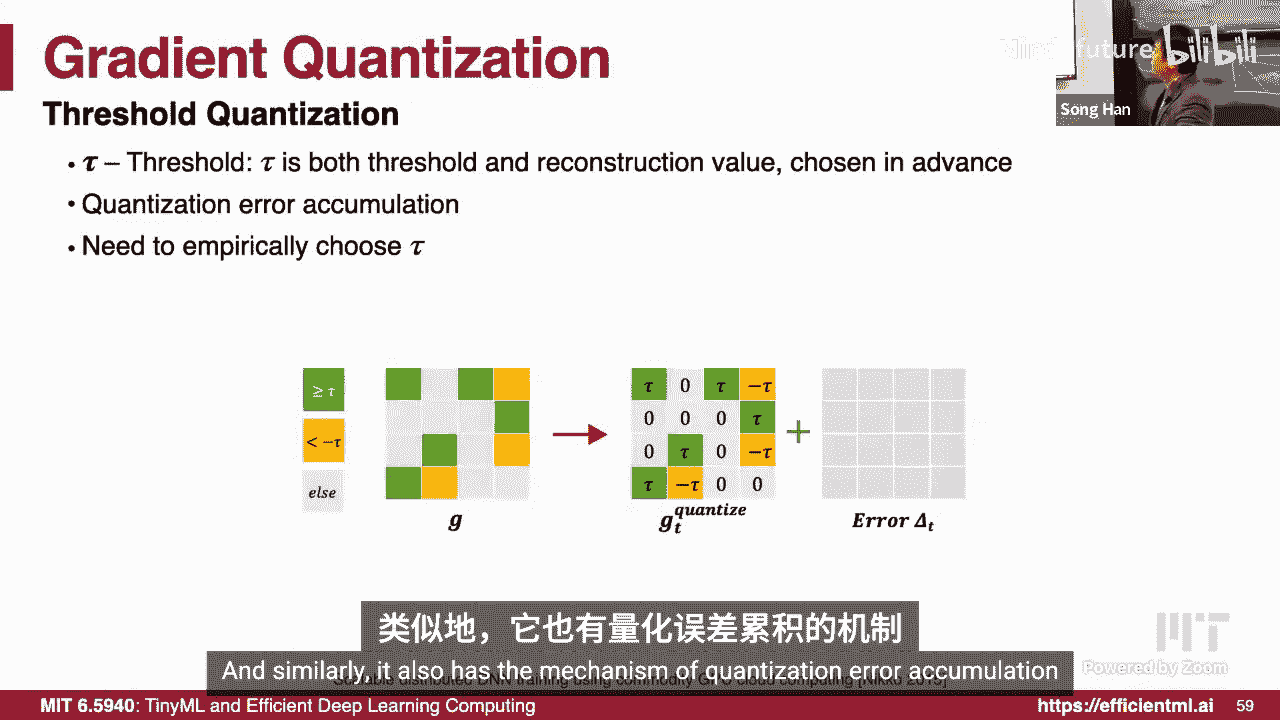 Gradient Quantization
Threshold Quantization
• τ – Threshold: τ is both threshold and reconstruction value, chosen in advance
• Quantization error accumulation
• Need to empirically choose τ
future bilibili
Song Han
≥ τ
< −τ
else
g
τ 0 τ −τ
0 0 0 τ
0 τ 0 −τ
τ −τ 0 0
g_t^quantize
+
Error Δ_t
类似地，它也有量化误差累积的机制
And similarly, it also has the mechanism of quantization error accumulation
MIT
Powered by Zoom
MIT 6.5940: TinyML and Efficient Deep Learning Computing
https://efficientml.ai
59